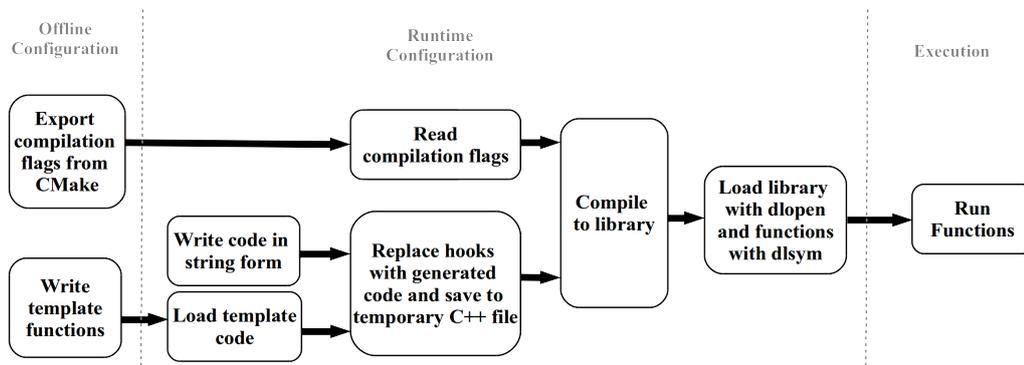 Offline
Configuration
Runtime
Configuration
Execution
Export
compilation
flags from
CMake
Read
compilation flags
Compile
to library
Load library
with dlopen
and functions
with dlsym
Run
Functions
Write code in
string form
Replace hooks
with generated
code and save to
temporary C++ file
Write
template
functions
Load template
code